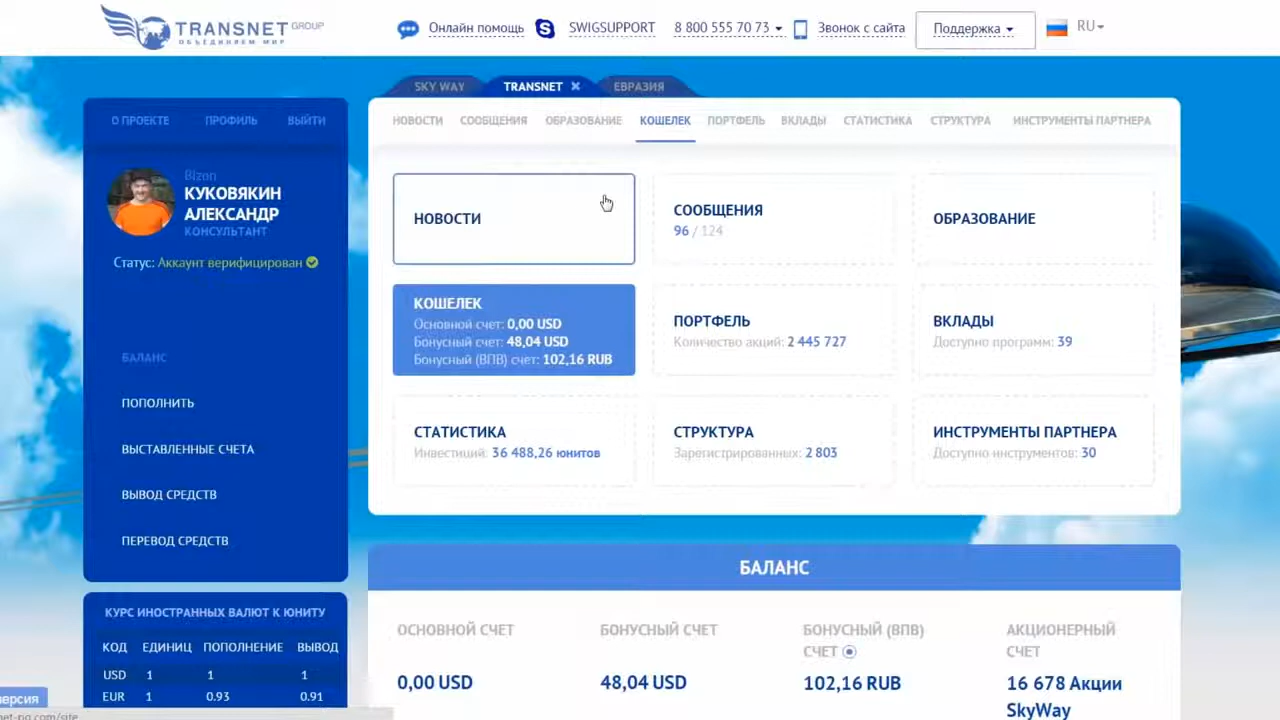 TRANSNET GROUP
ОБЪЕДИНЯЕМ МИР
Онлайн помощь
SWIGSUPPORT
8 800 555 70 73
Звонок с сайта
Поддержка
RU
SKY WAY
TRANSNET
ЕВРАЗИЯ
О ПРОЕКТЕ
ПРОФИЛЬ
ВЫЙТИ
НОВОСТИ
СООБЩЕНИЯ
ОБРАЗОВАНИЕ
КОШЕЛЕК
ПОРТФЕЛЬ
ВКЛАДЫ
СТАТИСТИКА
СТРУКТУРА
ИНСТРУМЕНТЫ ПАРТНЕРА
Bizon
КУКОВЯКИН
АЛЕКСАНДР
КОНСУЛЬТАНТ
Статус: Аккаунт верифицирован
БАЛАНС
ПОПОЛНИТЬ
ВЫСТАВЛЕННЫЕ СЧЕТА
ВЫВОД СРЕДСТВ
ПЕРЕВОД СРЕДСТВ
НОВОСТИ
СООБЩЕНИЯ
96 / 124
ОБРАЗОВАНИЕ
КОШЕЛЕК
Основной счет: 0,00 USD
Бонусный счет: 48,04 USD
Бонусный (ВПВ) счет: 102,16 RUB
ПОРТФЕЛЬ
Количество акций: 2 445 727
ВКЛАДЫ
Доступно программ: 39
СТАТИСТИКА
Инвестиций: 36 488,26 юнитов
СТРУКТУРА
Зарегистрированных: 2 803
ИНСТРУМЕНТЫ ПАРТНЕРА
Доступно инструментов: 30
КУРС ИНОСТРАННЫХ ВАЛЮТ К ЮНИТУ
КОД ЕДИНИЦ ПОПОЛНЕНИЕ ВЫВОД
USD 1 1 1
EUR 1 0.93 0.91
БАЛАНС
ОСНОВНОЙ СЧЕТ
0,00 USD
БОНУСНЫЙ СЧЕТ
48,04 USD
БОНУСНЫЙ (ВПВ)
СЧЕТ
102,16 RUB
АКЦИОНЕРНЫЙ
СЧЕТ
16 678 Акции
SkyWay